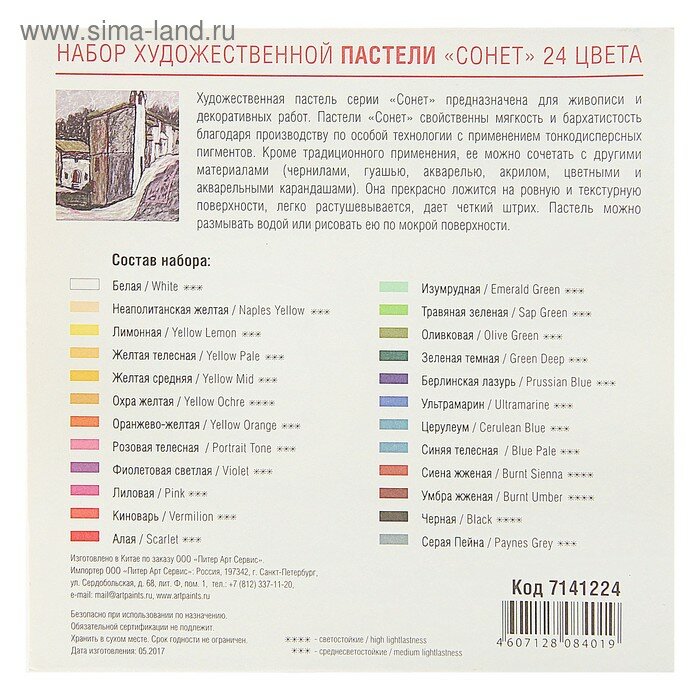 www.sima-land.ru
НАБОР ХУДОЖЕСТВЕННОЙ ПАСТЕЛИ «СОНЕТ» 24 ЦВЕТА
Художественная пастель серии «Сонет» предназначена для живописи и
декоративных работ. Пастели «Сонет» свойственны мягкость и бархатистость
благодаря производству по особой технологии с применением тонкодисперсных
пигментов. Кроме традиционного применения, ее можно сочетать с другими
материалами (чернилами, гуашью, акварелью, акрилом, цветными и
акварельными карандашами). Она прекрасно ложится на ровную и текстурную
поверхности, легко растушевывается, дает четкий штрих. Пастель можно
размывать водой или рисовать ею по мокрой поверхности.
Состав набора:
Белая / White ***
Неаполитанская желтая / Naples Yellow ***
Лимонная / Yellow Lemon ***
Желтая телесная / Yellow Pale ***
Желтая средняя / Yellow Mid ***
Охра желтая / Yellow Ochre ****
Оранжево-желтая / Yellow Orange ***
Розовая телесная / Portrait Tone ***
Фиолетовая светлая / Violet ***
Лиловая / Pink ***
Киноварь / Vermilion ***
Алая / Scarlet ***
Изумрудная / Emerald Green ***
Травяная зеленая / Sap Green ***
Оливковая / Olive Green ***
Зеленая темная / Green Deep ***
Берлинская лазурь / Prussian Blue ***
Ультрамарин / Ultramarine ***
Церулеум / Cerulean Blue ***
Синяя телесная / Blue Pale ***
Сиена жженая / Burnt Sienna ****
Умбра жженая / Burnt Umber ****
Черная / Black ****
Серая Пейна / Paynes Grey ***
Изготовлено в Китае по заказу ООО «Питер Арт Сервис».
Импортер ООО «Питер Арт Сервис»: Россия, 197342, г. Санкт-Петербург,
ул. Сердобольская, д. 68, лит. Ф, пом. 1, тел.: +7 (812) 337-11-20,
e-mail: mail@artpaints.ru, www.artpaints.ru
Безопасно при использовании по назначению.
Обязательной сертификации не подлежит.
Хранить в сухом месте. Срок годности не ограничен.
Дата изготовления: 05.2017
**** - светостойкие / high lightlastness
*** - среднесветостойкие / medium lightlastness
Код 7141224
4607128 084019